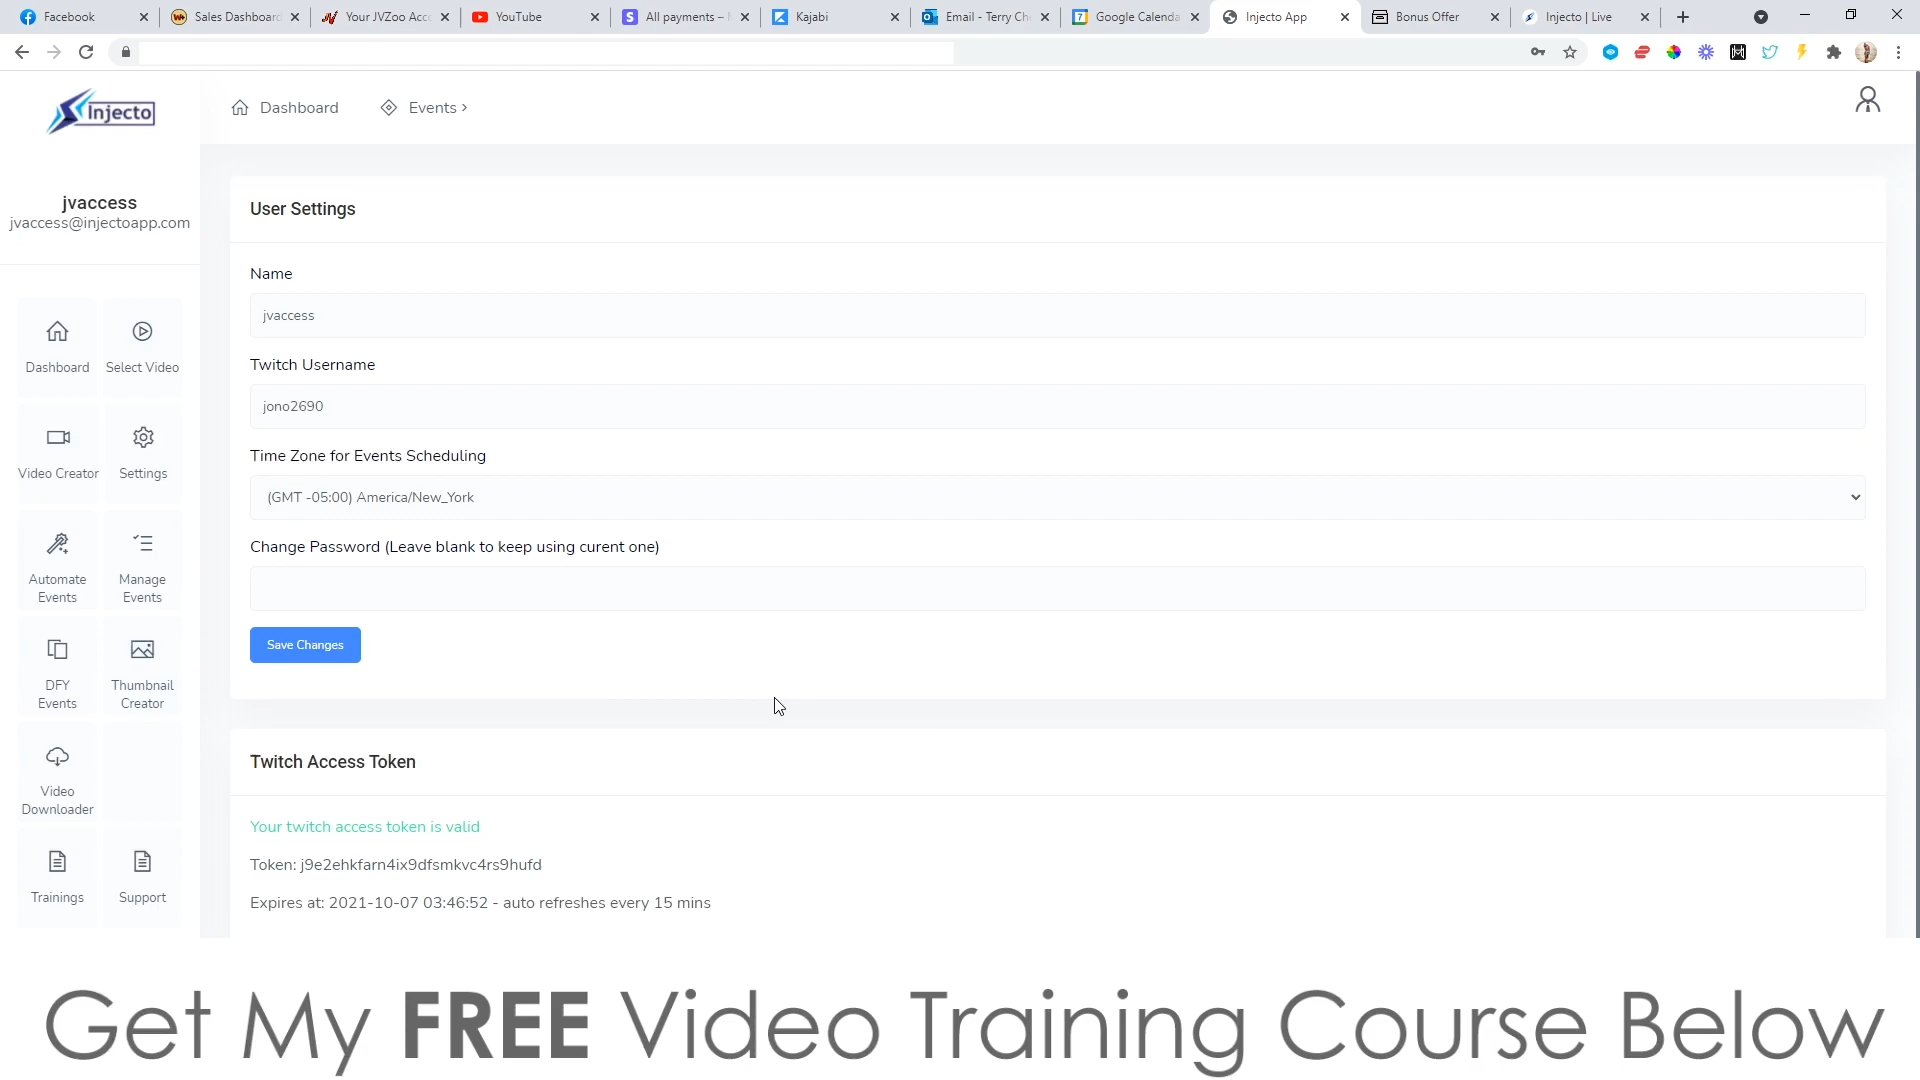 Facebook
Sales Dashboard
Your JVZoo Acc
YouTube
All payments –
Kajabi
Email - Terry Ch
Google Calenda
Injecto App
Bonus Offer
Injecto | Live
Injecto
Dashboard
Events
jvaccess
jvaccess@injectoapp.com
Dashboard
Select Video
Video Creator
Settings
Automate
Events
Manage
Events
DFY
Events
Thumbnail
Creator
Video
Downloader
Trainings
Support
User Settings
Name
jvaccess
Twitch Username
jono2690
Time Zone for Events Scheduling
(GMT -05:00) America/New_York
Change Password (Leave blank to keep using curent one)
Save Changes
Twitch Access Token
Your twitch access token is valid
Token: j9e2ehkfarn4ix9dfsmkvc4rs9hufd
Expires at: 2021-10-07 03:46:52 - auto refreshes every 15 mins
Get My FREE Video Training Course Below